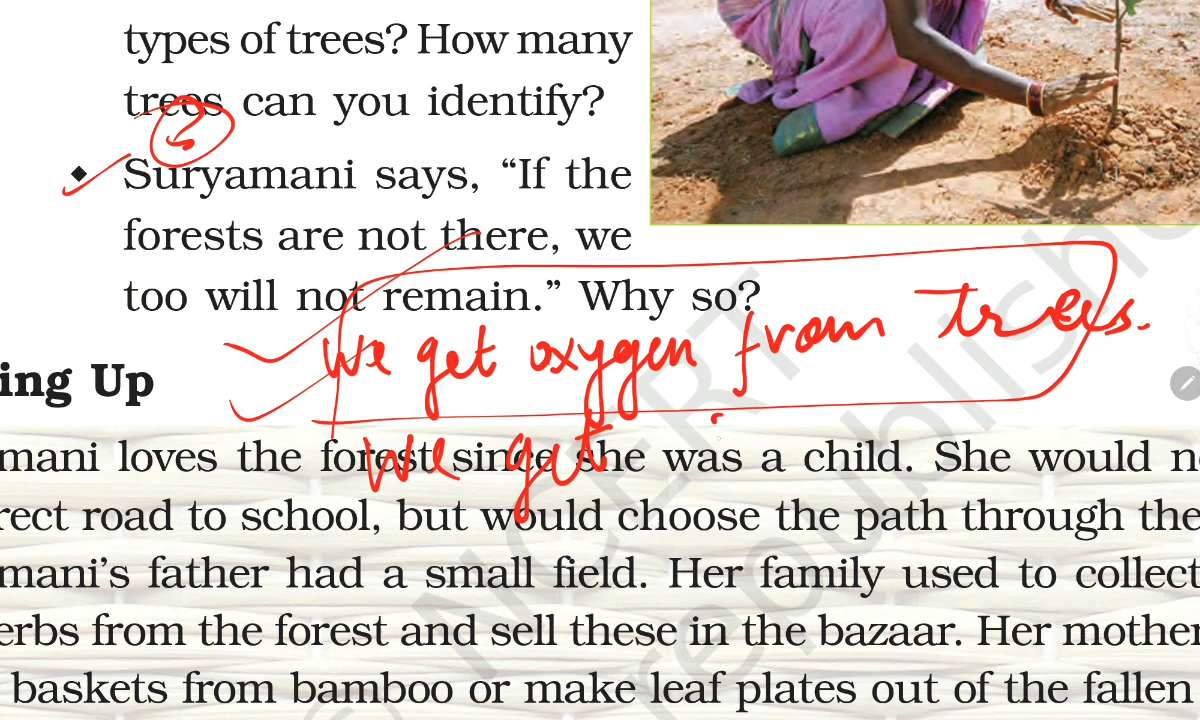 types of trees? How many
trees can you identify?
Suryamani says, “If the
forests are not there, we
too will not remain.” Why so?
we get oxygen from trees.
ing Up
we get
mani loves the forest since she was a child. She would n
rect road to school, but would choose the path through the
mani’s father had a small field. Her family used to collect
erbs from the forest and sell these in the bazaar. Her mother
baskets from bamboo or make leaf plates out of the fallen
NCERT
republishe